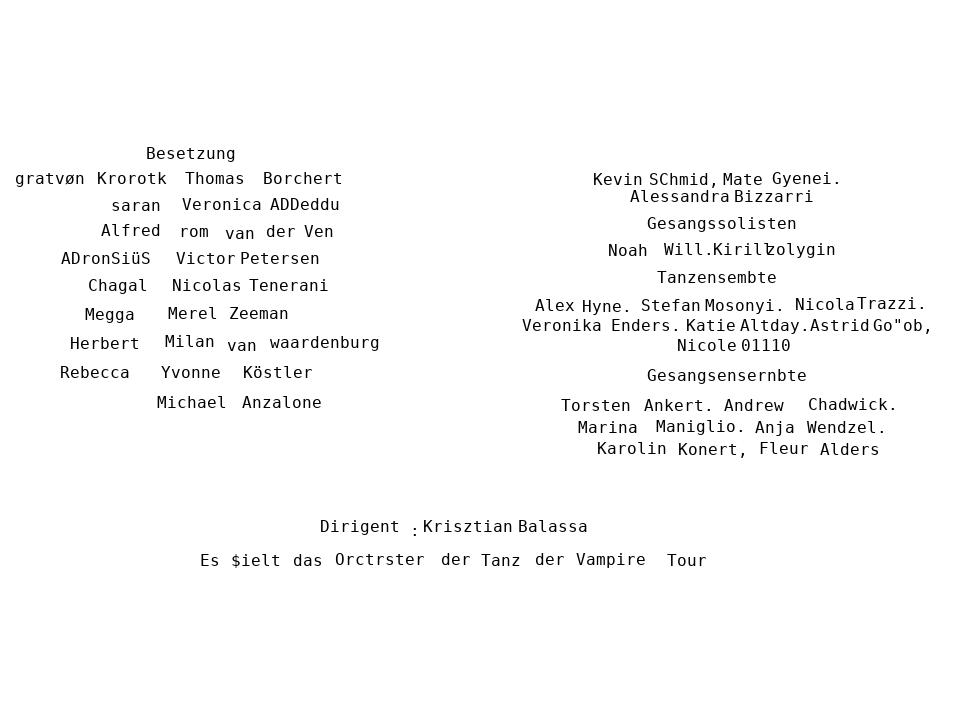 Besetzung
gratvøn Krorotk Thomas Borchert
saran Veronica ADDeddu
Alfred rom van der Ven
ADronSiüS Victor Petersen
Chagal Nicolas Tenerani
Megga Merel Zeeman
Herbert Milan van waardenburg
Rebecca Yvonne Köstler
Michael Anzalone
Kevin SChmid, Mate Gyenei.
Alessandra Bizzarri
Gesangssolisten
Noah Will. Kirill zolygin
Tanzensembte
Alex Hyne. Stefan Mosonyi. Nicola Trazzi.
Veronika Enders. Katie Altday. Astrid Go"ob,
Nicole 01110
Gesangsensernbte
Torsten Ankert. Andrew Chadwick.
Marina Maniglio. Anja Wendzel.
Karolin Konert, Fleur Alders
Dirigent : Krisztian Balassa
Es $ielt das Orctrster der Tanz der Vampire Tour